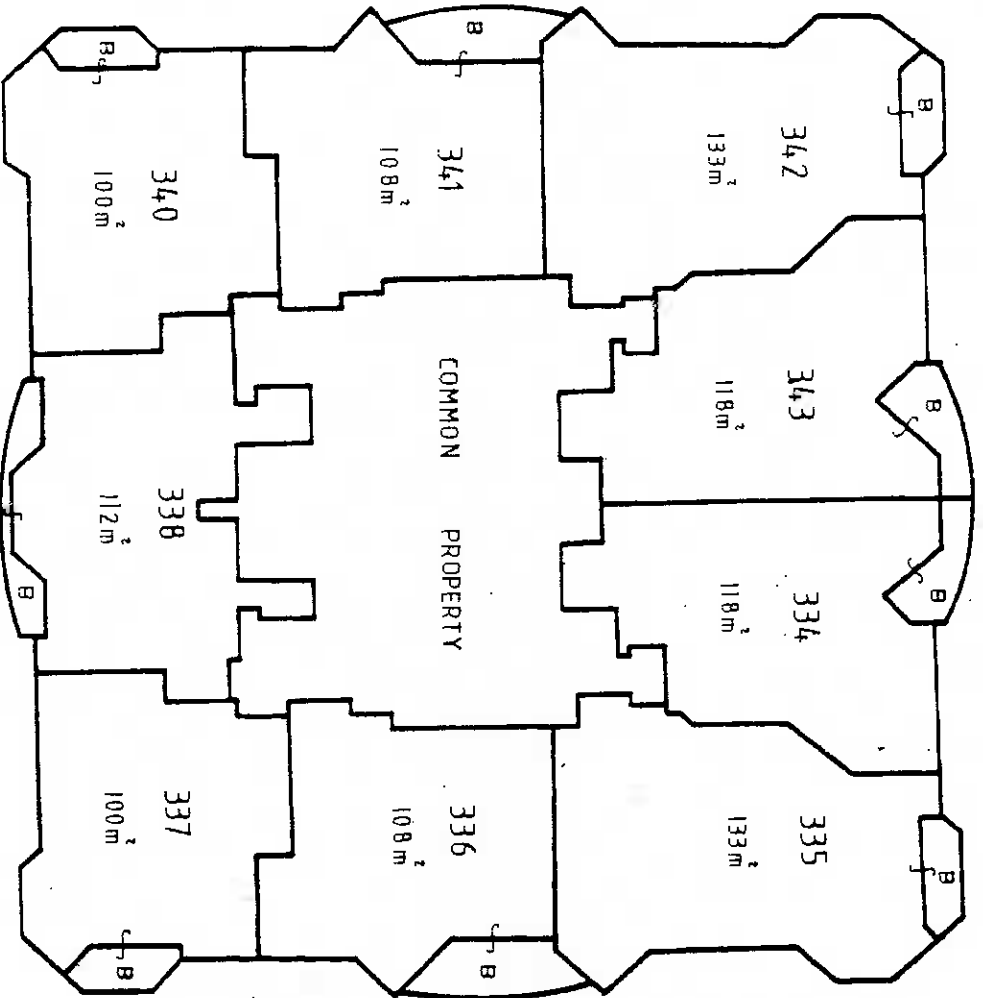 B
B
B
B
342
133m²
343
118m²
334
118m²
335
133m²
B
341
108m²
COMMON PROPERTY
336
108m²
B
B
340
100m²
338
112m²
337
100m²
B
B